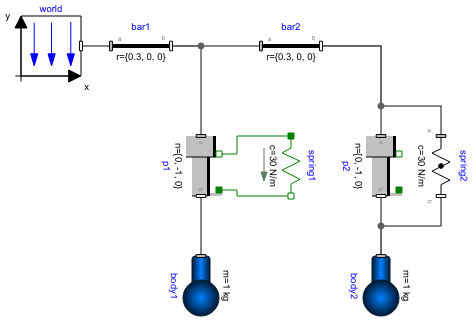 world
y
x
bar1
a
b
r={0.3, 0, 0}
bar2
a
b
r={0.3, 0, 0}
n={0, -1, 0}
p1
a
b
c=30 N/m
spring1
n={0, -1, 0}
p2
a
b
c=30 N/m
spring2
a
b
body1
m=1 kg
body2
m=1 kg